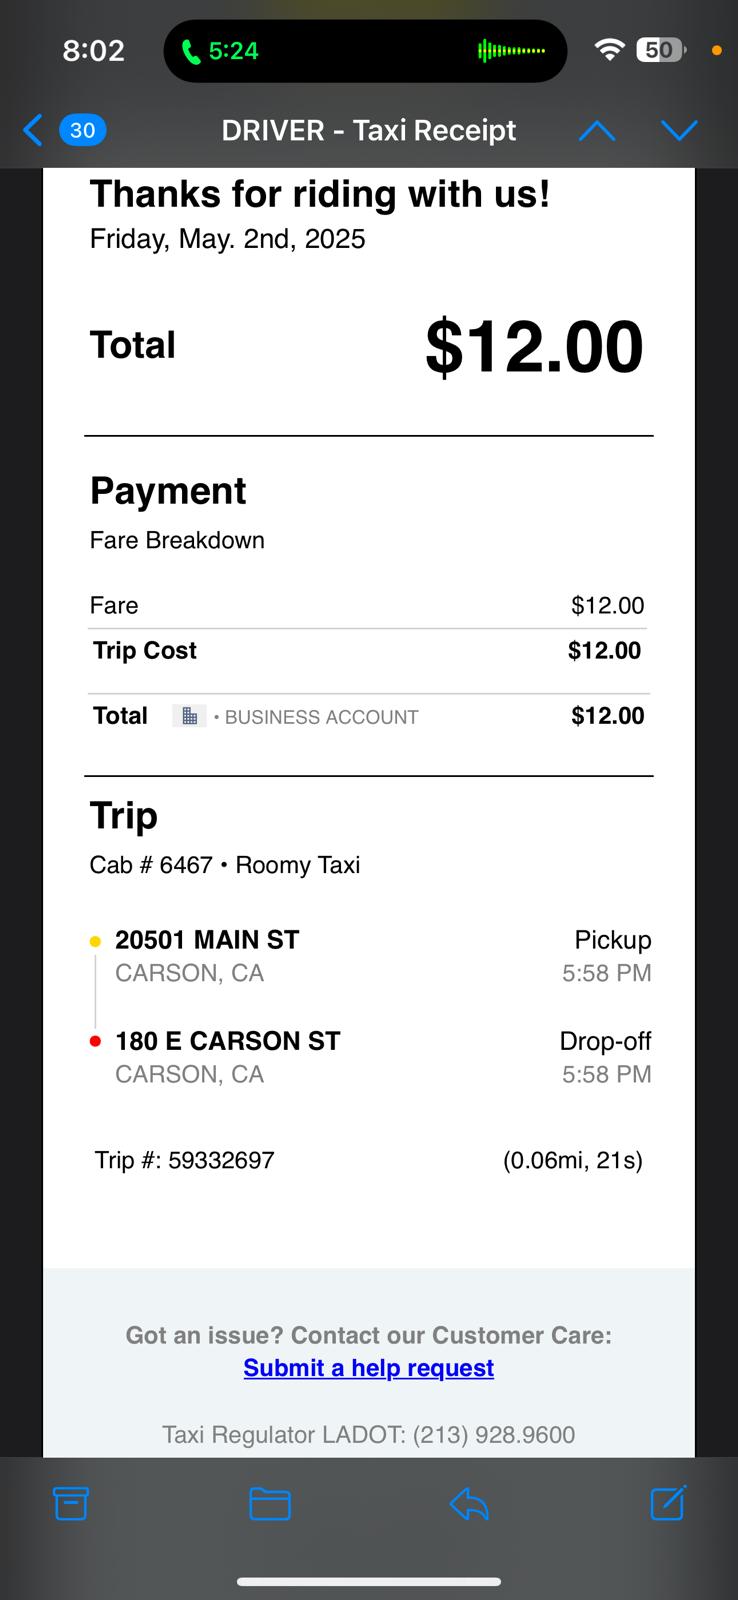 8:02
5:24
50
30
DRIVER - Taxi Receipt
Thanks for riding with us!
Friday, May. 2nd, 2025
Total $12.00
Payment
Fare Breakdown
Fare $12.00
Trip Cost $12.00
Total • BUSINESS ACCOUNT $12.00
Trip
Cab # 6467 • Roomy Taxi
20501 MAIN ST Pickup
CARSON, CA 5:58 PM
180 E CARSON ST Drop-off
CARSON, CA 5:58 PM
Trip #: 59332697 (0.06mi, 21s)
Got an issue? Contact our Customer Care:
Submit a help request
Taxi Regulator LADOT: (213) 928.9600